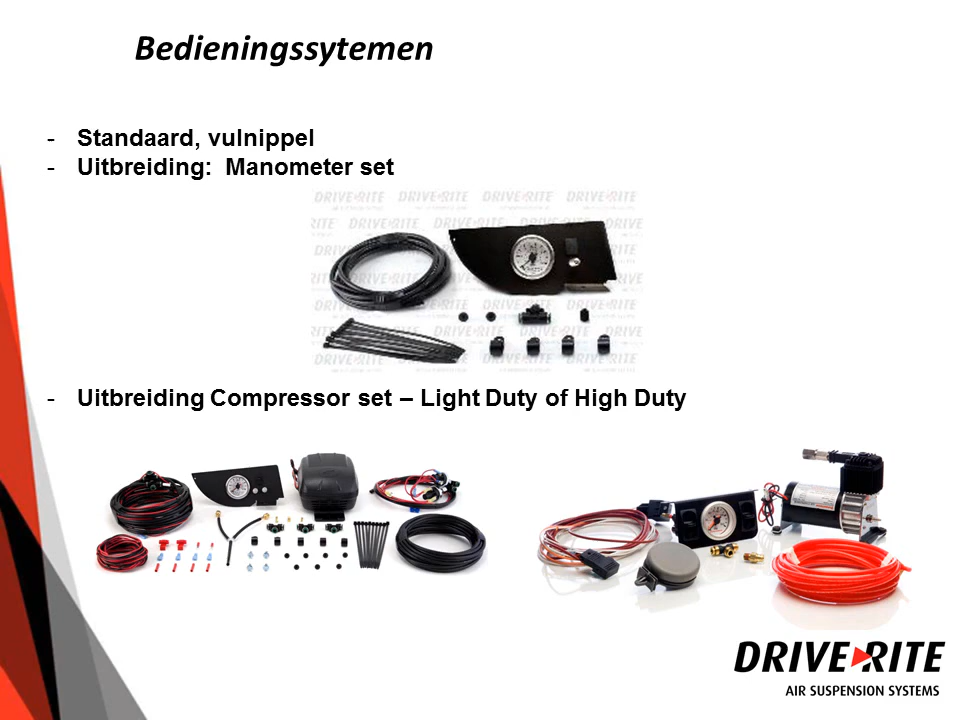 Bedieningssytemen
- Standaard, vulnippel
- Uitbreiding: Manometer set
- Uitbreiding Compressor set – Light Duty of High Duty
DRIVE RITE
AIR SUSPENSION SYSTEMS